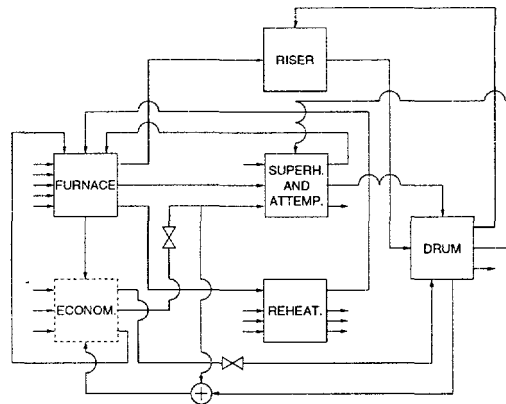 RISER
FURNACE
SUPERH.
AND
ATTEMP.
DRUM
ECONOM.
REHEAT.